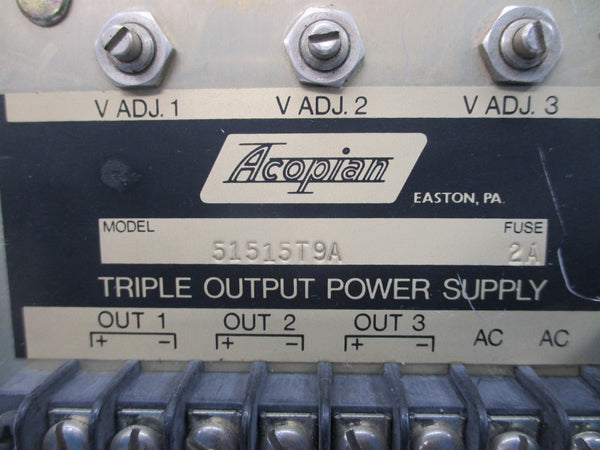 V ADJ. 1 V ADJ. 2 V ADJ. 3
Acopian
EASTON, PA.
MODEL FUSE
51515T9A 2A
TRIPLE OUTPUT POWER SUPPLY
OUT 1 OUT 2 OUT 3 AC AC
+ - + - + -